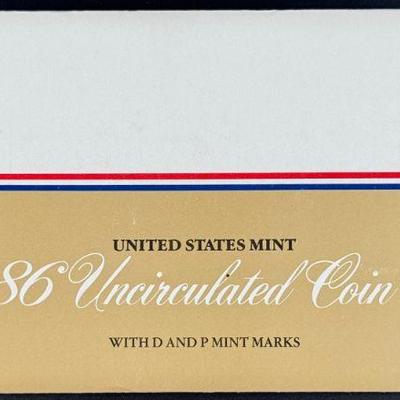 UNITED STATES MINT
86 Uncirculated Coin
WITH D AND P MINT MARKS